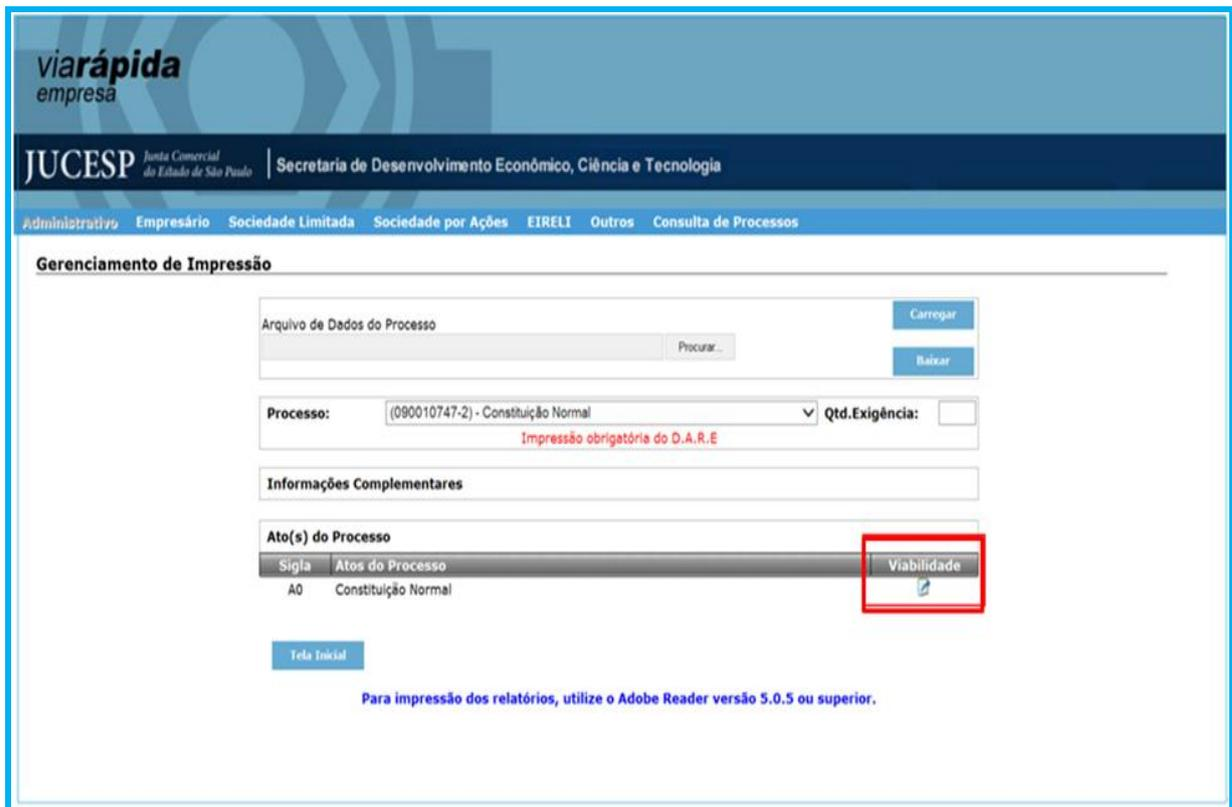 viarápida
empresa
JUCESP Junta Comercial do Estado de São Paulo Secretaria de Desenvolvimento Econômico, Ciência e Tecnologia
Administrativo Empresário Sociedade Limitada Sociedade por Ações EIRELI Outros Consulta de Processos
Gerenciamento de Impressão
Carregar
Arquivo de Dados do Processo
Procurar...
Baixar
Processo: (090010747-2) - Constituição Normal Qtd.Exigência:
Impressão obrigatória do D.A.R.E
Informações Complementares
Ato(s) do Processo
Sigla Atos do Processo Viabilidade
A0 Constituição Normal
Tela Inicial
Para impressão dos relatórios, utilize o Adobe Reader versão 5.0.5 ou superior.